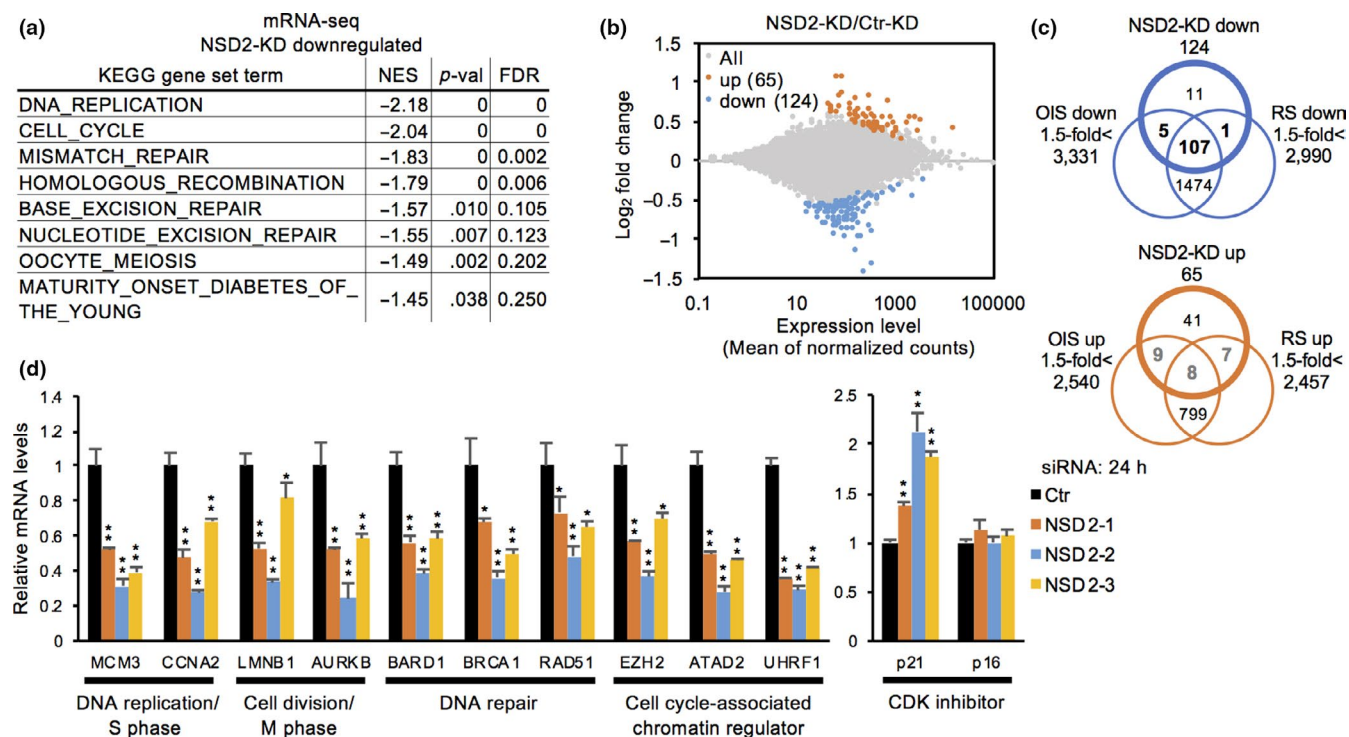 (a)
mRNA-seq
NSD2-KD downregulated
KEGG gene set term NES p-val FDR
DNA_REPLICATION −2.18 0 0
CELL_CYCLE −2.04 0 0
MISMATCH_REPAIR −1.83 0 0.002
HOMOLOGOUS_RECOMBINATION −1.79 0 0.006
BASE_EXCISION_REPAIR −1.57 .010 0.105
NUCLEOTIDE_EXCISION_REPAIR −1.55 .007 0.123
OOCYTE_MEIOSIS −1.49 .002 0.202
MATURITY_ONSET_DIABETES_OF_
THE_YOUNG −1.45 .038 0.250
(b)
NSD2-KD/Ctr-KD
All
up (65)
down (124)
Log2 fold change
1.5
1
0.5
0
−0.5
−1
−1.5
0.1 10 1000 100000
Expression level
(Mean of normalized counts)
(c)
NSD2-KD down
124
11
OIS down
1.5-fold<
3,331
RS down
1.5-fold<
2,990
5 1
107
1474
NSD2-KD up
65
41
OIS up
1.5-fold<
2,540
RS up
1.5-fold<
2,457
9 7
8
799
(d)
Relative mRNA levels
1.4
1.2
1
0.8
0.6
0.4
0.2
0
** ** ** ** ** ** ** ** * ** ** ** ** ** ** * ** ** * ** * ** * ** ** ** ** ** ** **
MCM3 CCNA2 LMNB1 AURKB BARD1 BRCA1 RAD51 EZH2 ATAD2 UHRF1
DNA replication/
S phase
Cell division/
M phase
DNA repair
Cell cycle-associated
chromatin regulator
2.5
2
1.5
1
0.5
0
** ** **
p21 p16
CDK inhibitor
siRNA: 24 h
Ctr
NSD2-1
NSD2-2
NSD2-3